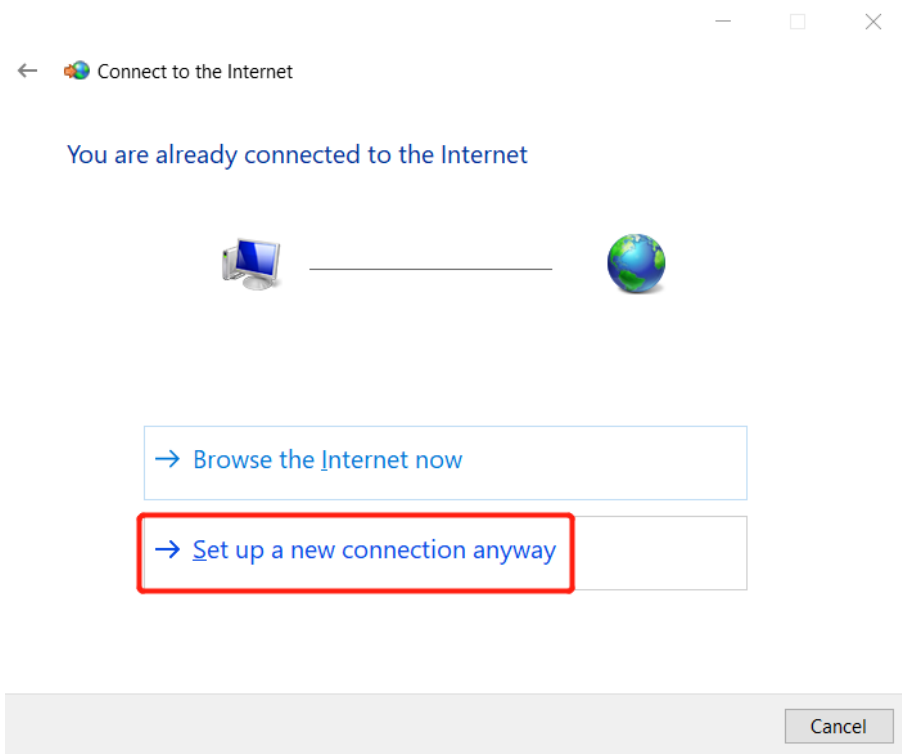 Connect to the Internet
You are already connected to the Internet
Browse the Internet now
Set up a new connection anyway
Cancel